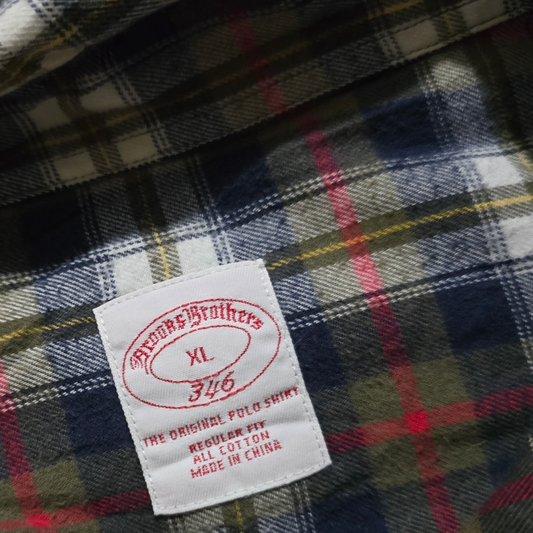 Brooks Brothers
XL
346
THE ORIGINAL POLO SHIRT
REGULAR FIT
ALL COTTON
MADE IN CHINA